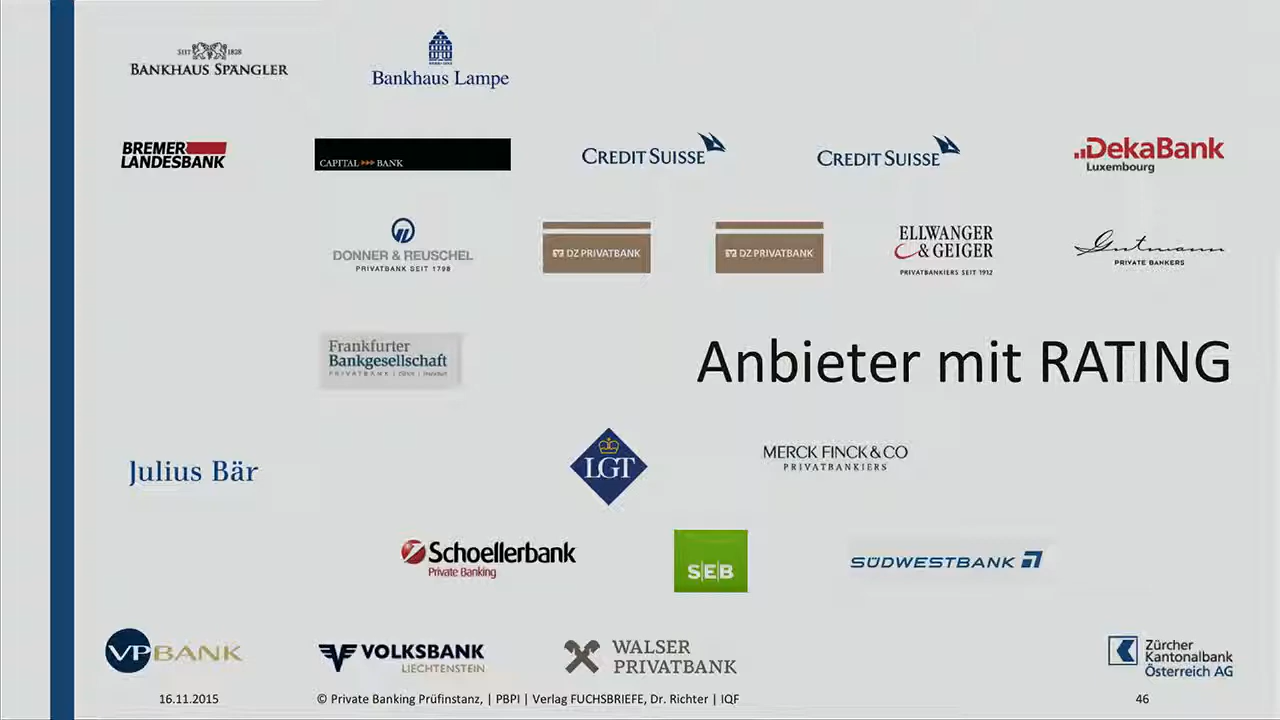 SEIT 1828
BANKHAUS SPÄNGLER
Bankhaus Lampe
BREMER
LANDESBANK
CAPITAL BANK
CREDIT SUISSE
CREDIT SUISSE
DekaBank
Luxembourg
DONNER & REUSCHEL
PRIVATBANK SEIT 1798
DZ PRIVATBANK
DZ PRIVATBANK
ELLWANGER
& GEIGER
PRIVATBANKIERS SEIT 1912
Gutmann
PRIVATE BANKERS
Frankfurter
Bankgesellschaft
PRIVATBANK
Anbieter mit RATING
Julius Bär
LGT
MERCK FINCK & CO
PRIVATBANKIERS
Schoellerbank
Private Banking
S|E|B
SÜDWESTBANK
VP BANK
VOLKSBANK
LIECHTENSTEIN
WALSER
PRIVATBANK
Zürcher
Kantonalbank
Österreich AG
16.11.2015
© Private Banking Prüfinstanz, | PBPI | Verlag FUCHSBRIEFE, Dr. Richter | IQF
46